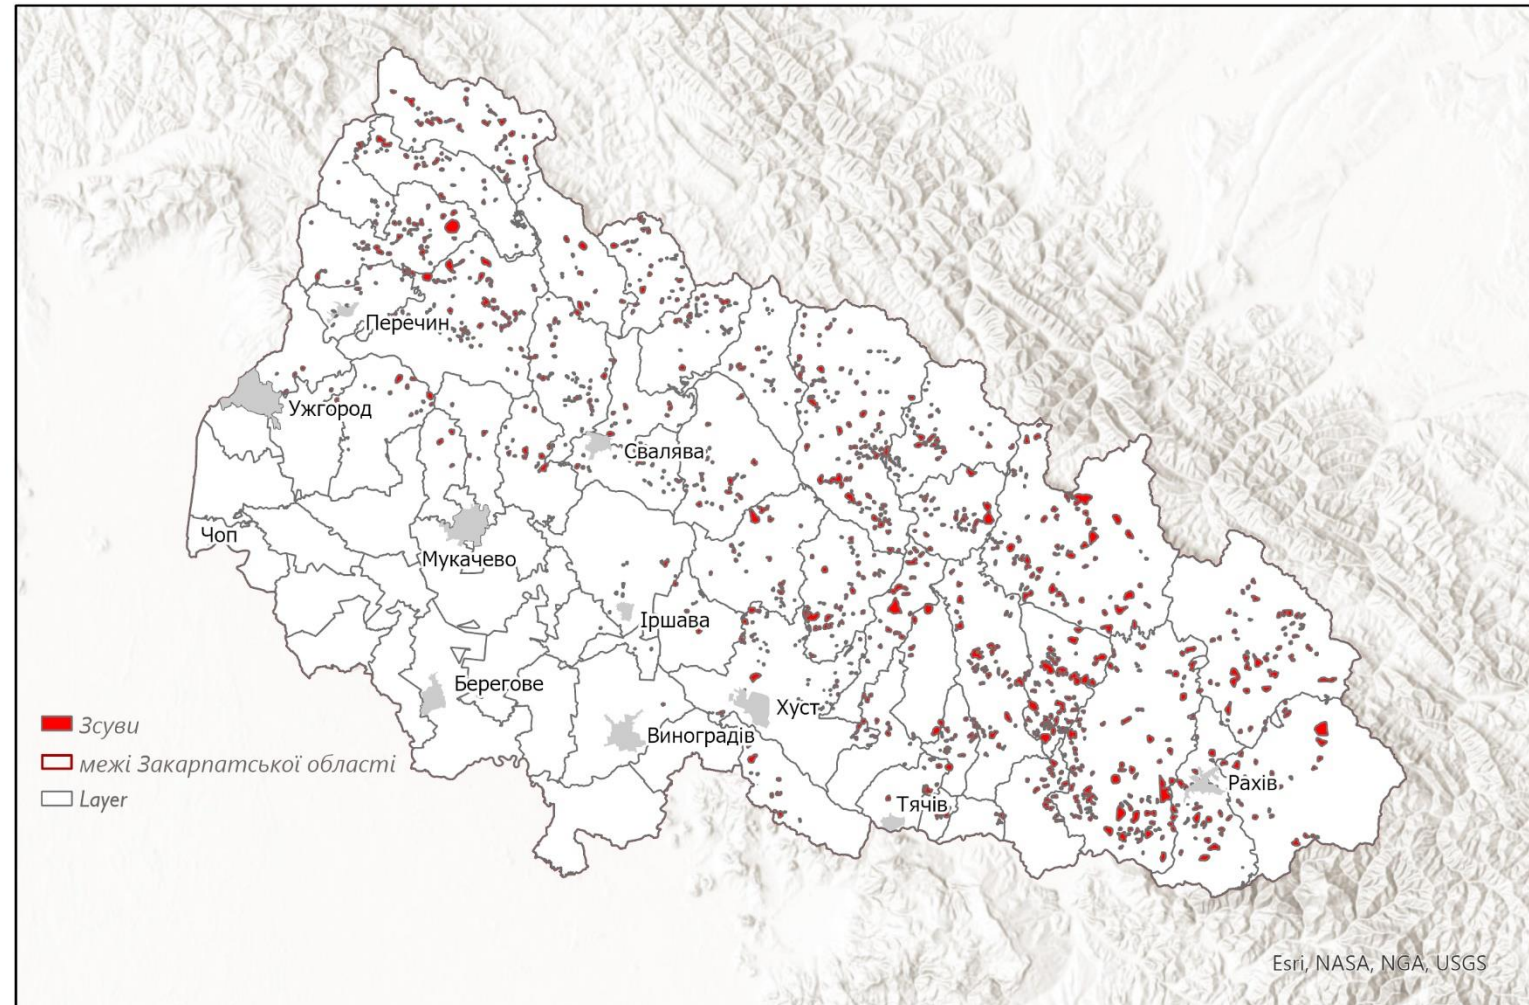 Перечин
Ужгород
Свалява
Чоп
Мукачево
Іршава
Берегове
Хуст
Виноградів
Зсуви
межі Закарпатської області
Layer
Тячів
Рахів
Esri, NASA, NGA, USGS